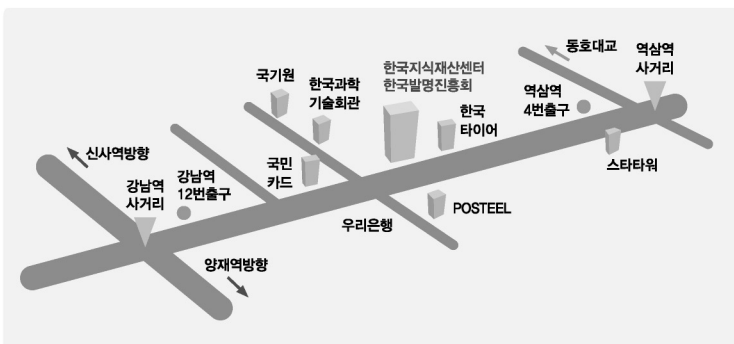 동호대교
역삼역
사거리
한국지식재산센터
한국발명진흥회
국기원
한국과학
기술회관
역삼역
4번출구
한국
타이어
스타타워
신사역방향
국민
카드
강남역
12번출구
강남역
사거리
POSTEEL
우리은행
양재역방향